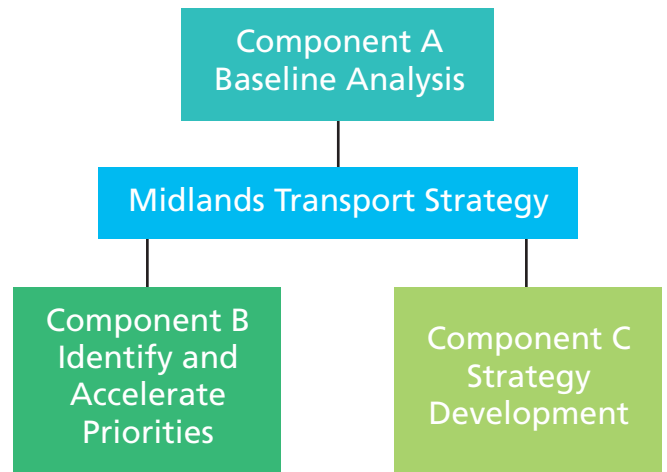 Component A
Baseline Analysis
Midlands Transport Strategy
Component B
Identify and
Accelerate
Priorities
Component C
Strategy
Development